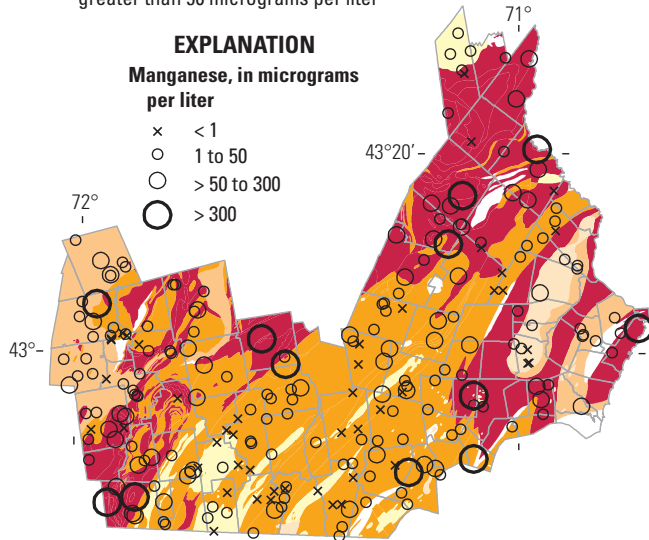 greater than 50 micrograms per liter
EXPLANATION
Manganese, in micrograms
per liter
< 1
1 to 50
> 50 to 300
> 300
71°
43°20′
72°
43°